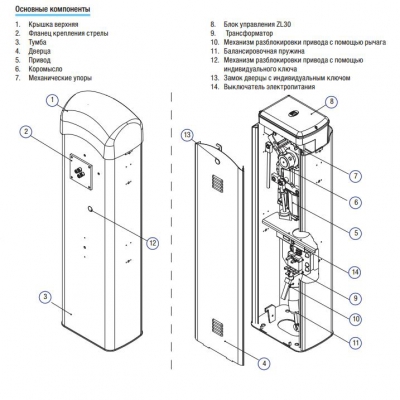 Основные компоненты
1. Крышка верхняя
2. Фланец крепления стрелы
3. Тумба
4. Дверца
5. Привод
6. Коромысло
7. Механические упоры
8. Блок управления ZL30
9. Трансформатор
10. Механизм разблокировки привода с помощью рычага
11. Балансировочная пружина
12. Механизм разблокировки привода с помощью
индивидуального ключа
13. Замок дверцы с индивидуальным ключом
14. Выключатель электропитания
1
8
2
13
7
6
12
5
14
3
9
10
4
11